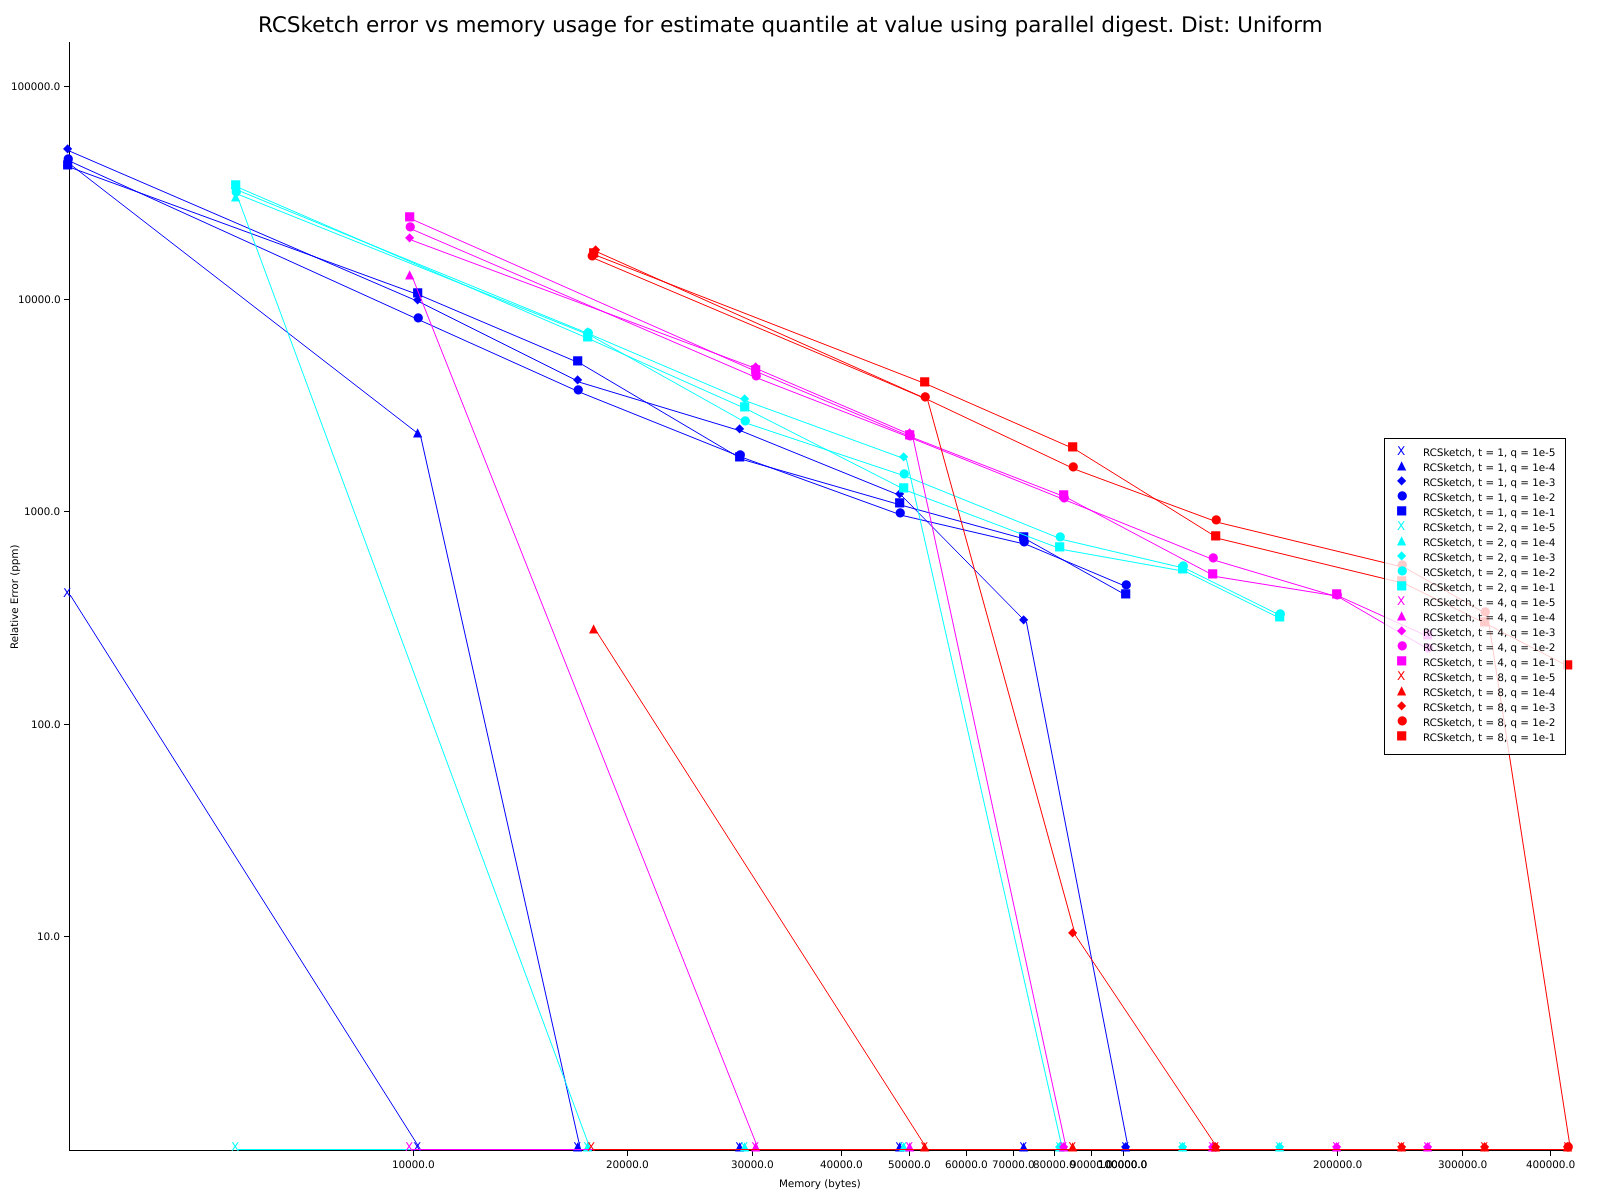 RCSketch error vs memory usage for estimate quantile at value using parallel digest. Dist: Uniform
100000.0
10000.0
1000.0
100.0
10.0
Relative Error (ppm)
RCSketch, t = 1, q = 1e-5
RCSketch, t = 1, q = 1e-4
RCSketch, t = 1, q = 1e-3
RCSketch, t = 1, q = 1e-2
RCSketch, t = 1, q = 1e-1
RCSketch, t = 2, q = 1e-5
RCSketch, t = 2, q = 1e-4
RCSketch, t = 2, q = 1e-3
RCSketch, t = 2, q = 1e-2
RCSketch, t = 2, q = 1e-1
RCSketch, t = 4, q = 1e-5
RCSketch, t = 4, q = 1e-4
RCSketch, t = 4, q = 1e-3
RCSketch, t = 4, q = 1e-2
RCSketch, t = 4, q = 1e-1
RCSketch, t = 8, q = 1e-5
RCSketch, t = 8, q = 1e-4
RCSketch, t = 8, q = 1e-3
RCSketch, t = 8, q = 1e-2
RCSketch, t = 8, q = 1e-1
10000.0 20000.0 30000.0 40000.0 50000.0 60000.0 70000.0 80000.0 90000.0 100000.0 200000.0 300000.0 400000.0
Memory (bytes)